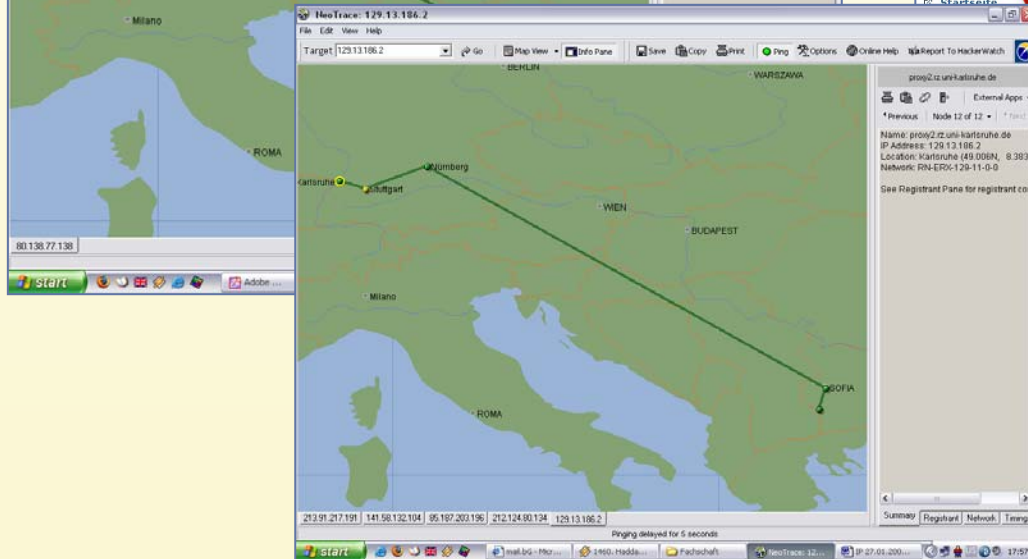 Startseite
Milano
ROMA
80.138.77.138
start
Adobe ...
NeoTrace: 129.13.186.2
File Edit View Help
Target 129.13.186.2 Go Map View Info Pane Save Copy Print Ping Options Online Help Report To HackerWatch
BERLIN
WARSZAWA
Karlsruhe
Stuttgart
Nürnberg
WIEN
BUDAPEST
Milano
SOFIA
ROMA
proxy2.rz.uni-karlsruhe.de
External Apps
Previous Node 12 of 12 Next
Name: proxy2.rz.uni-karlsruhe.de
IP Address: 129.13.186.2
Location: Karlsruhe (49.006N, 8.383
Network: RN-ERX-129-11-0-0
See Registrant Pane for registrant co
213.91.217.191 141.58.132.104 85.187.203.196 212.124.80.134 129.13.186.2
Summary Registrant Network Timing
Pinging delayed for 5 seconds
start mail.bG - Micr... 1460. Hadda... Fachschaft NeoTrace: 12... IP 27.01.200... 17:50